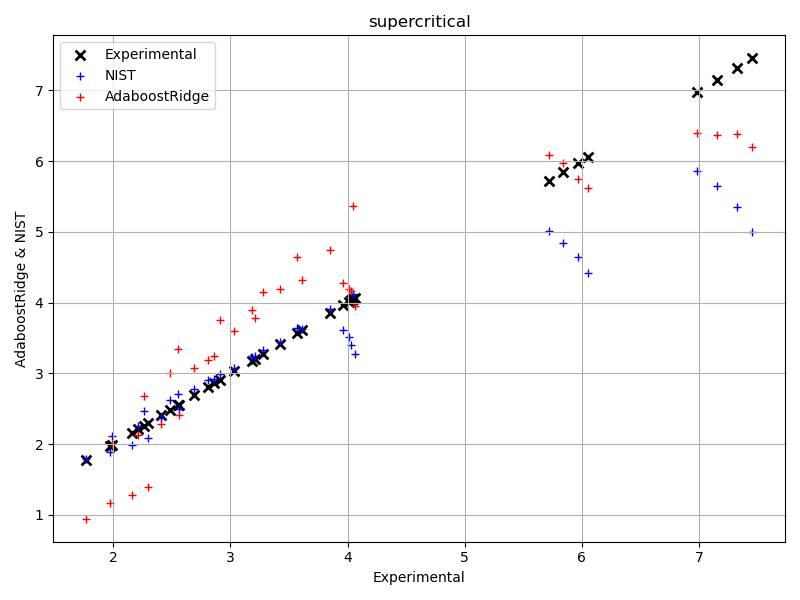 supercritical
Experimental
NIST
AdaboostRidge
7
6
5
4
3
2
1
AdaboostRidge & NIST
2 3 4 5 6 7
Experimental